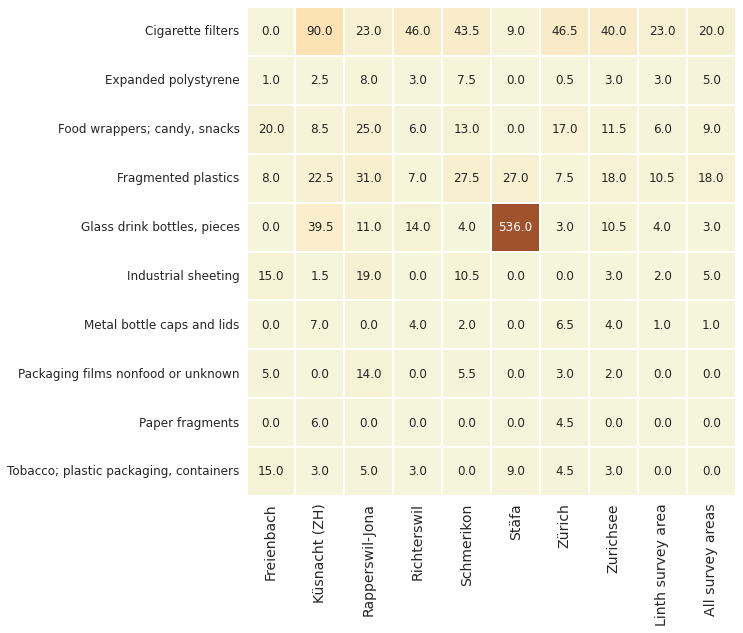 Cigarette filters 0.0 90.0 23.0 46.0 43.5 9.0 46.5 40.0 23.0 20.0
Expanded polystyrene 1.0 2.5 8.0 3.0 7.5 0.0 0.5 3.0 3.0 5.0
Food wrappers; candy, snacks 20.0 8.5 25.0 6.0 13.0 0.0 17.0 11.5 6.0 9.0
Fragmented plastics 8.0 22.5 31.0 7.0 27.5 27.0 7.5 18.0 10.5 18.0
Glass drink bottles, pieces 0.0 39.5 11.0 14.0 4.0 536.0 3.0 10.5 4.0 3.0
Industrial sheeting 15.0 1.5 19.0 0.0 10.5 0.0 0.0 3.0 2.0 5.0
Metal bottle caps and lids 0.0 7.0 0.0 4.0 2.0 0.0 6.5 4.0 1.0 1.0
Packaging films nonfood or unknown 5.0 0.0 14.0 0.0 5.5 0.0 3.0 2.0 0.0 0.0
Paper fragments 0.0 6.0 0.0 0.0 0.0 0.0 4.5 0.0 0.0 0.0
Tobacco; plastic packaging, containers 15.0 3.0 5.0 3.0 0.0 9.0 4.5 3.0 0.0 0.0
Freienbach
Küsnacht (ZH)
Rapperswil-Jona
Richterswil
Schmerikon
Stäfa
Zürich
Zurichsee
Linth survey area
All survey areas